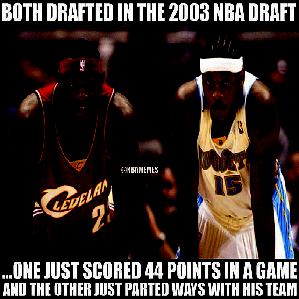 BOTH DRAFTED IN THE 2003 NBA DRAFT
@NBAMEMES
CLEVELAN
2
15
...ONE JUST SCORED 44 POINTS IN A GAME
AND THE OTHER JUST PARTED WAYS WITH HIS TEAM